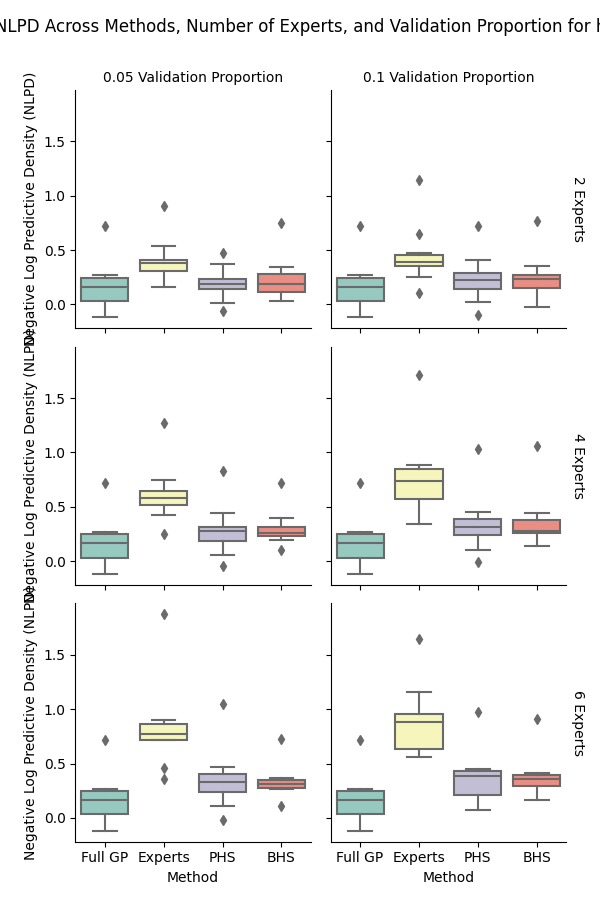 NLPD Across Methods, Number of Experts, and Validation Proportion for
0.05 Validation Proportion
0.1 Validation Proportion
Negative Log Predictive Density (NLPD)
1.5
1.0
0.5
0.0
2 Experts
Negative Log Predictive Density (NLPD)
1.5
1.0
0.5
0.0
4 Experts
Negative Log Predictive Density (NLPD)
1.5
1.0
0.5
0.0
6 Experts
Full GP Experts PHS BHS
Full GP Experts PHS BHS
Method
Method